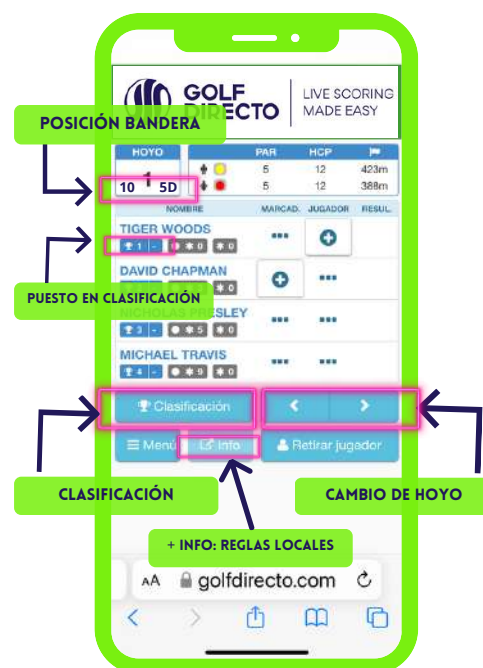 GOLF
DIRECTO
LIVE SCORING
MADE EASY
POSICIÓN BANDERA
HOYO
PAR
HCP
1
5
12
423m
10
5D
5
12
388m
NOMBRE
MARCAD.
JUGADOR
RESUL.
TIGER WOODS
1 - 0 0
DAVID CHAPMAN
0
PUESTO EN CLASIFICACIÓN
NICHOLAS PRESLEY
3 - 5 0
MICHAEL TRAVIS
4 - 9 0
Clasificación
< >
Menú
Info
Retirar jugador
CLASIFICACIÓN
CAMBIO DE HOYO
+ INFO: REGLAS LOCALES
AA
golfdirecto.com